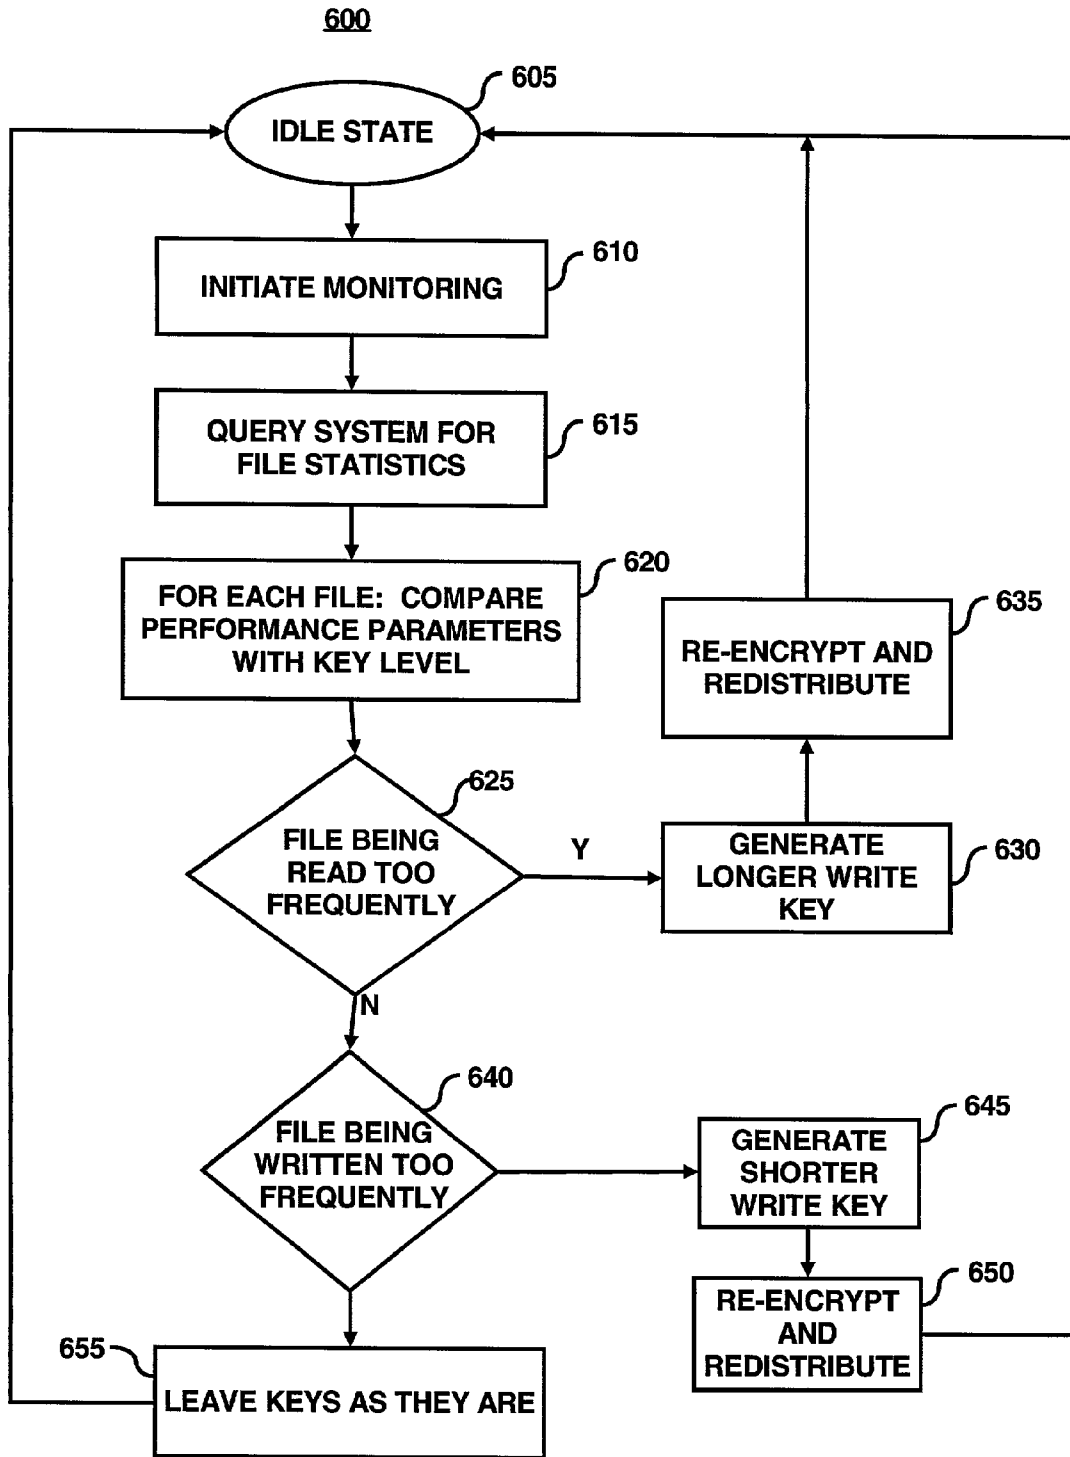 600
605
IDLE STATE
610
INITIATE MONITORING
615
QUERY SYSTEM FOR
FILE STATISTICS
620
FOR EACH FILE: COMPARE
PERFORMANCE PARAMETERS
WITH KEY LEVEL
635
RE-ENCRYPT AND
REDISTRIBUTE
625
FILE BEING
READ TOO
FREQUENTLY
Y
GENERATE
LONGER WRITE
KEY
630
N
640
FILE BEING
WRITTEN TOO
FREQUENTLY
645
GENERATE
SHORTER
WRITE KEY
650
RE-ENCRYPT
AND
REDISTRIBUTE
655
LEAVE KEYS AS THEY ARE